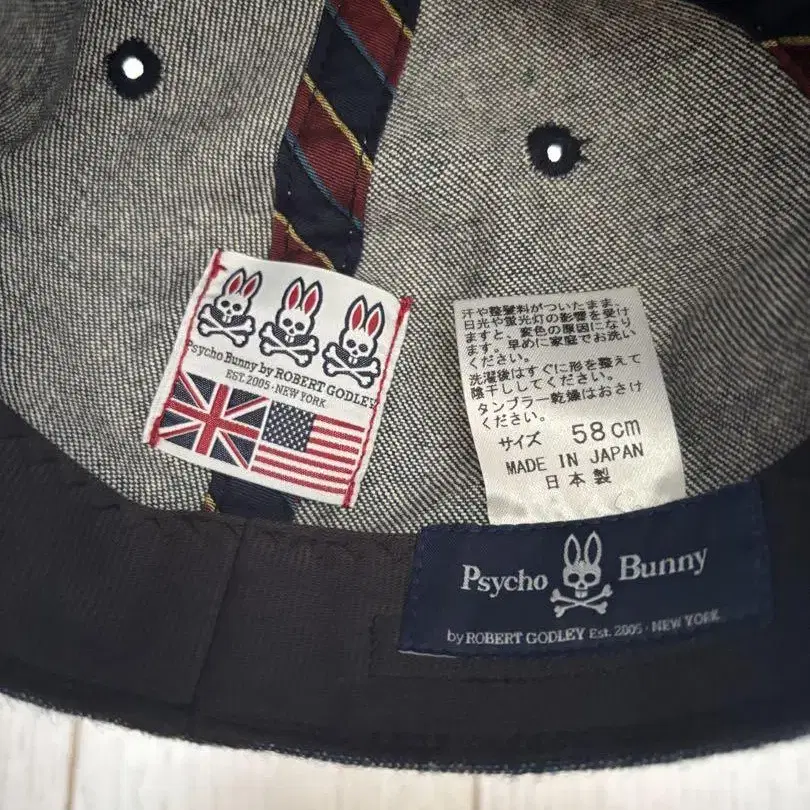 Psycho Bunny by ROBERT GODLEY
EST. 2005・NEW YORK
汗や整髪料がついたまま、
日光や蛍光灯の影響を受け
ますと、変色の原因になり
ます。早めに家庭でお洗い
ください。
洗濯後はすぐに形を整えて
陰干ししてください。
タンブラー乾燥はおさけ
ください。
サイズ 58cm
MADE IN JAPAN
日本製
Psycho Bunny
by ROBERT GODLEY Est. 2005・NEW YORK